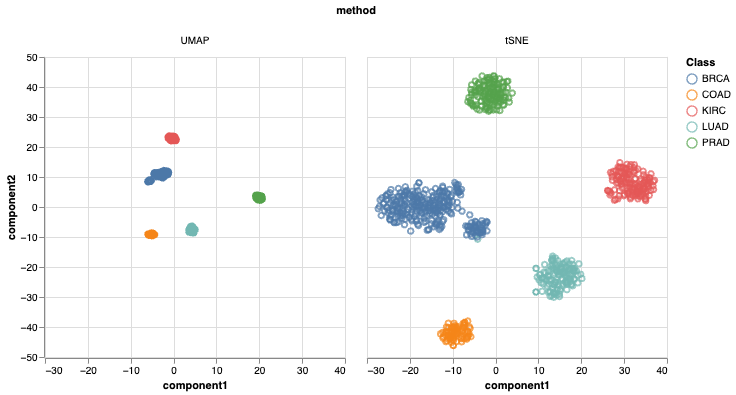 method
UMAP
tSNE
component2
50
40
30
20
10
0
−10
−20
−30
−40
−50
−30 −20 −10 0 10 20 30 40
component1
−30 −20 −10 0 10 20 30 40
component1
Class
BRCA
COAD
KIRC
LUAD
PRAD